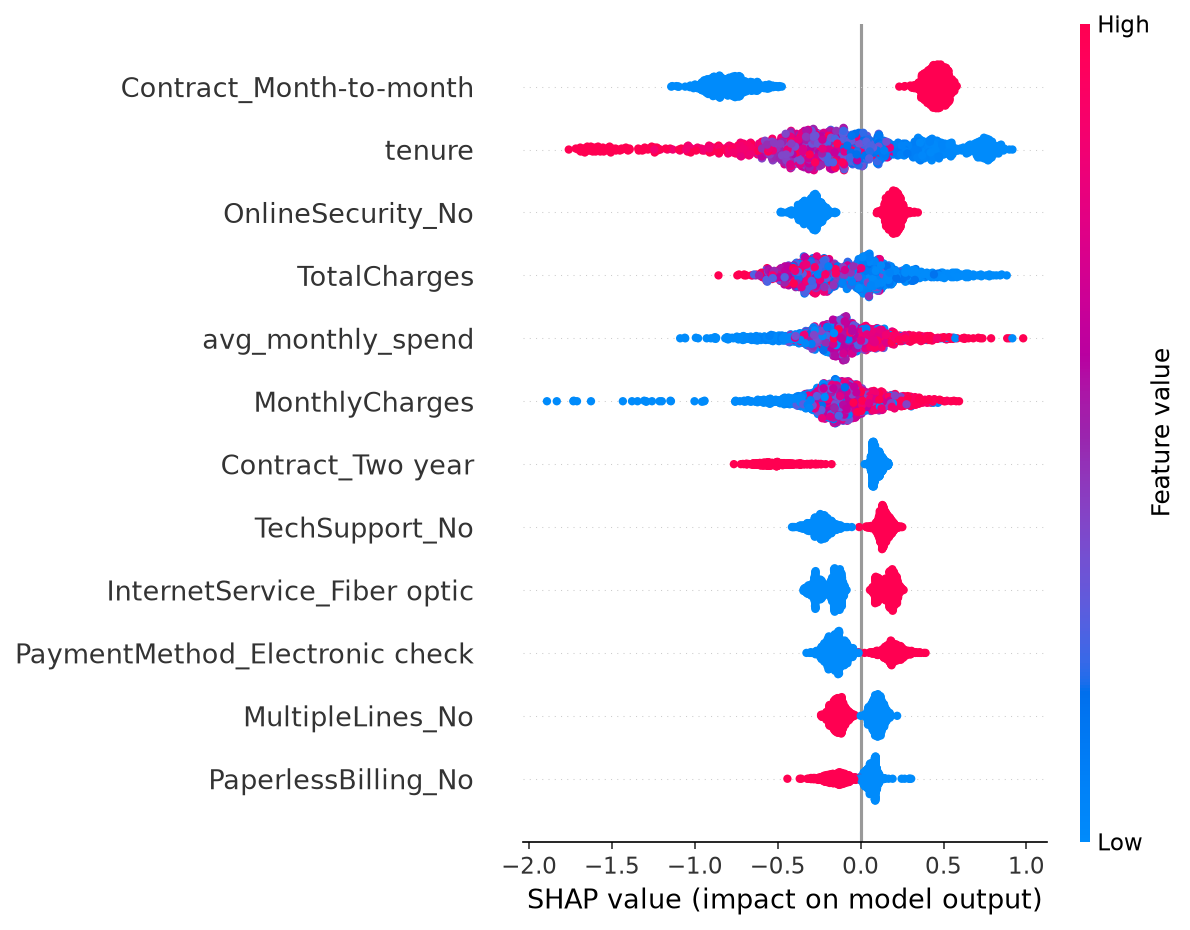 High
Contract_Month-to-month
tenure
OnlineSecurity_No
TotalCharges
avg_monthly_spend
MonthlyCharges
Contract_Two year
TechSupport_No
InternetService_Fiber optic
PaymentMethod_Electronic check
MultipleLines_No
PaperlessBilling_No
Feature value
Low
−2.0 −1.5 −1.0 −0.5 0.0 0.5 1.0
SHAP value (impact on model output)